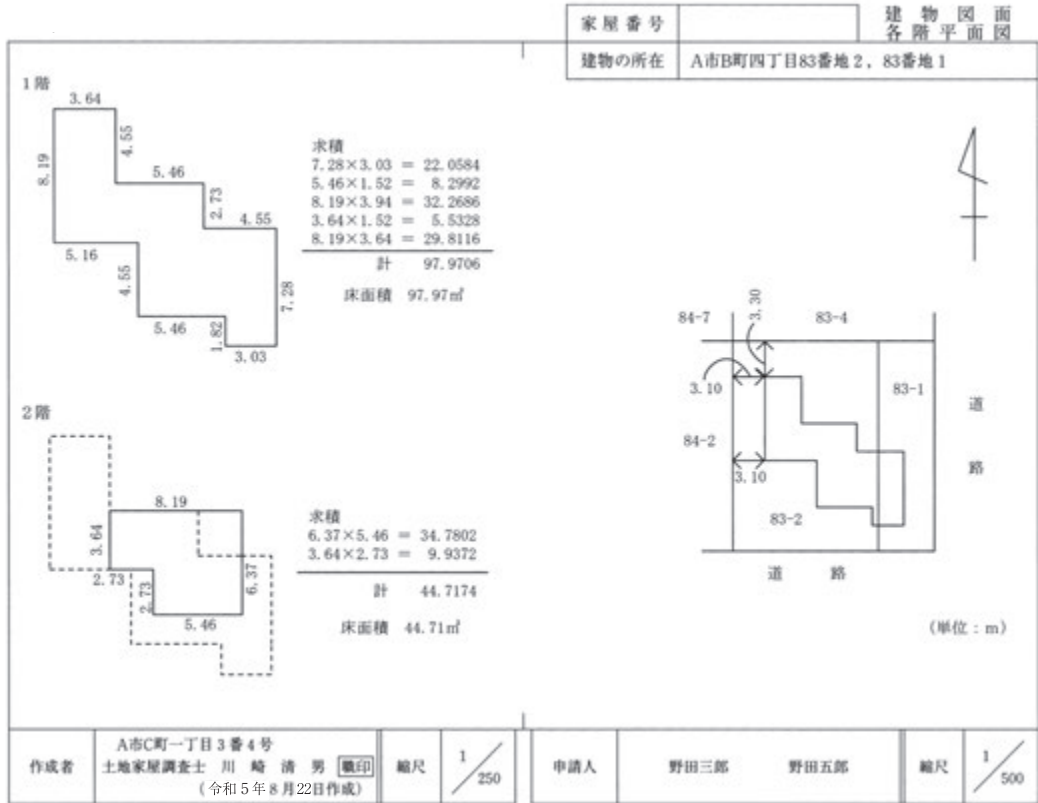 家屋番号
建物図面
各階平面図
建物の所在 A市B町四丁目83番地2，83番地1
1階
3.64
4.55
8.19
5.46
2.73
4.55
5.16
4.55
7.28
5.46
1.82
3.03
求積
7.28×3.03 = 22.0584
5.46×1.52 = 8.2992
8.19×3.94 = 32.2686
3.64×1.52 = 5.5328
8.19×3.64 = 29.8116
計 97.9706
床面積 97.97㎡
2階
8.19
3.64
2.73
2.73
6.37
5.46
求積
6.37×5.46 = 34.7802
3.64×2.73 = 9.9372
計 44.7174
床面積 44.71㎡
84-7
3.30
83-4
3.10
83-1
道路
84-2
3.10
83-2
道路
(単位：m)
作成者
A市C町一丁目3番4号
土地家屋調査士 川崎清男 職印
(令和5年8月22日作成)
縮尺 1/250
申請人 野田三郎 野田五郎
縮尺 1/500